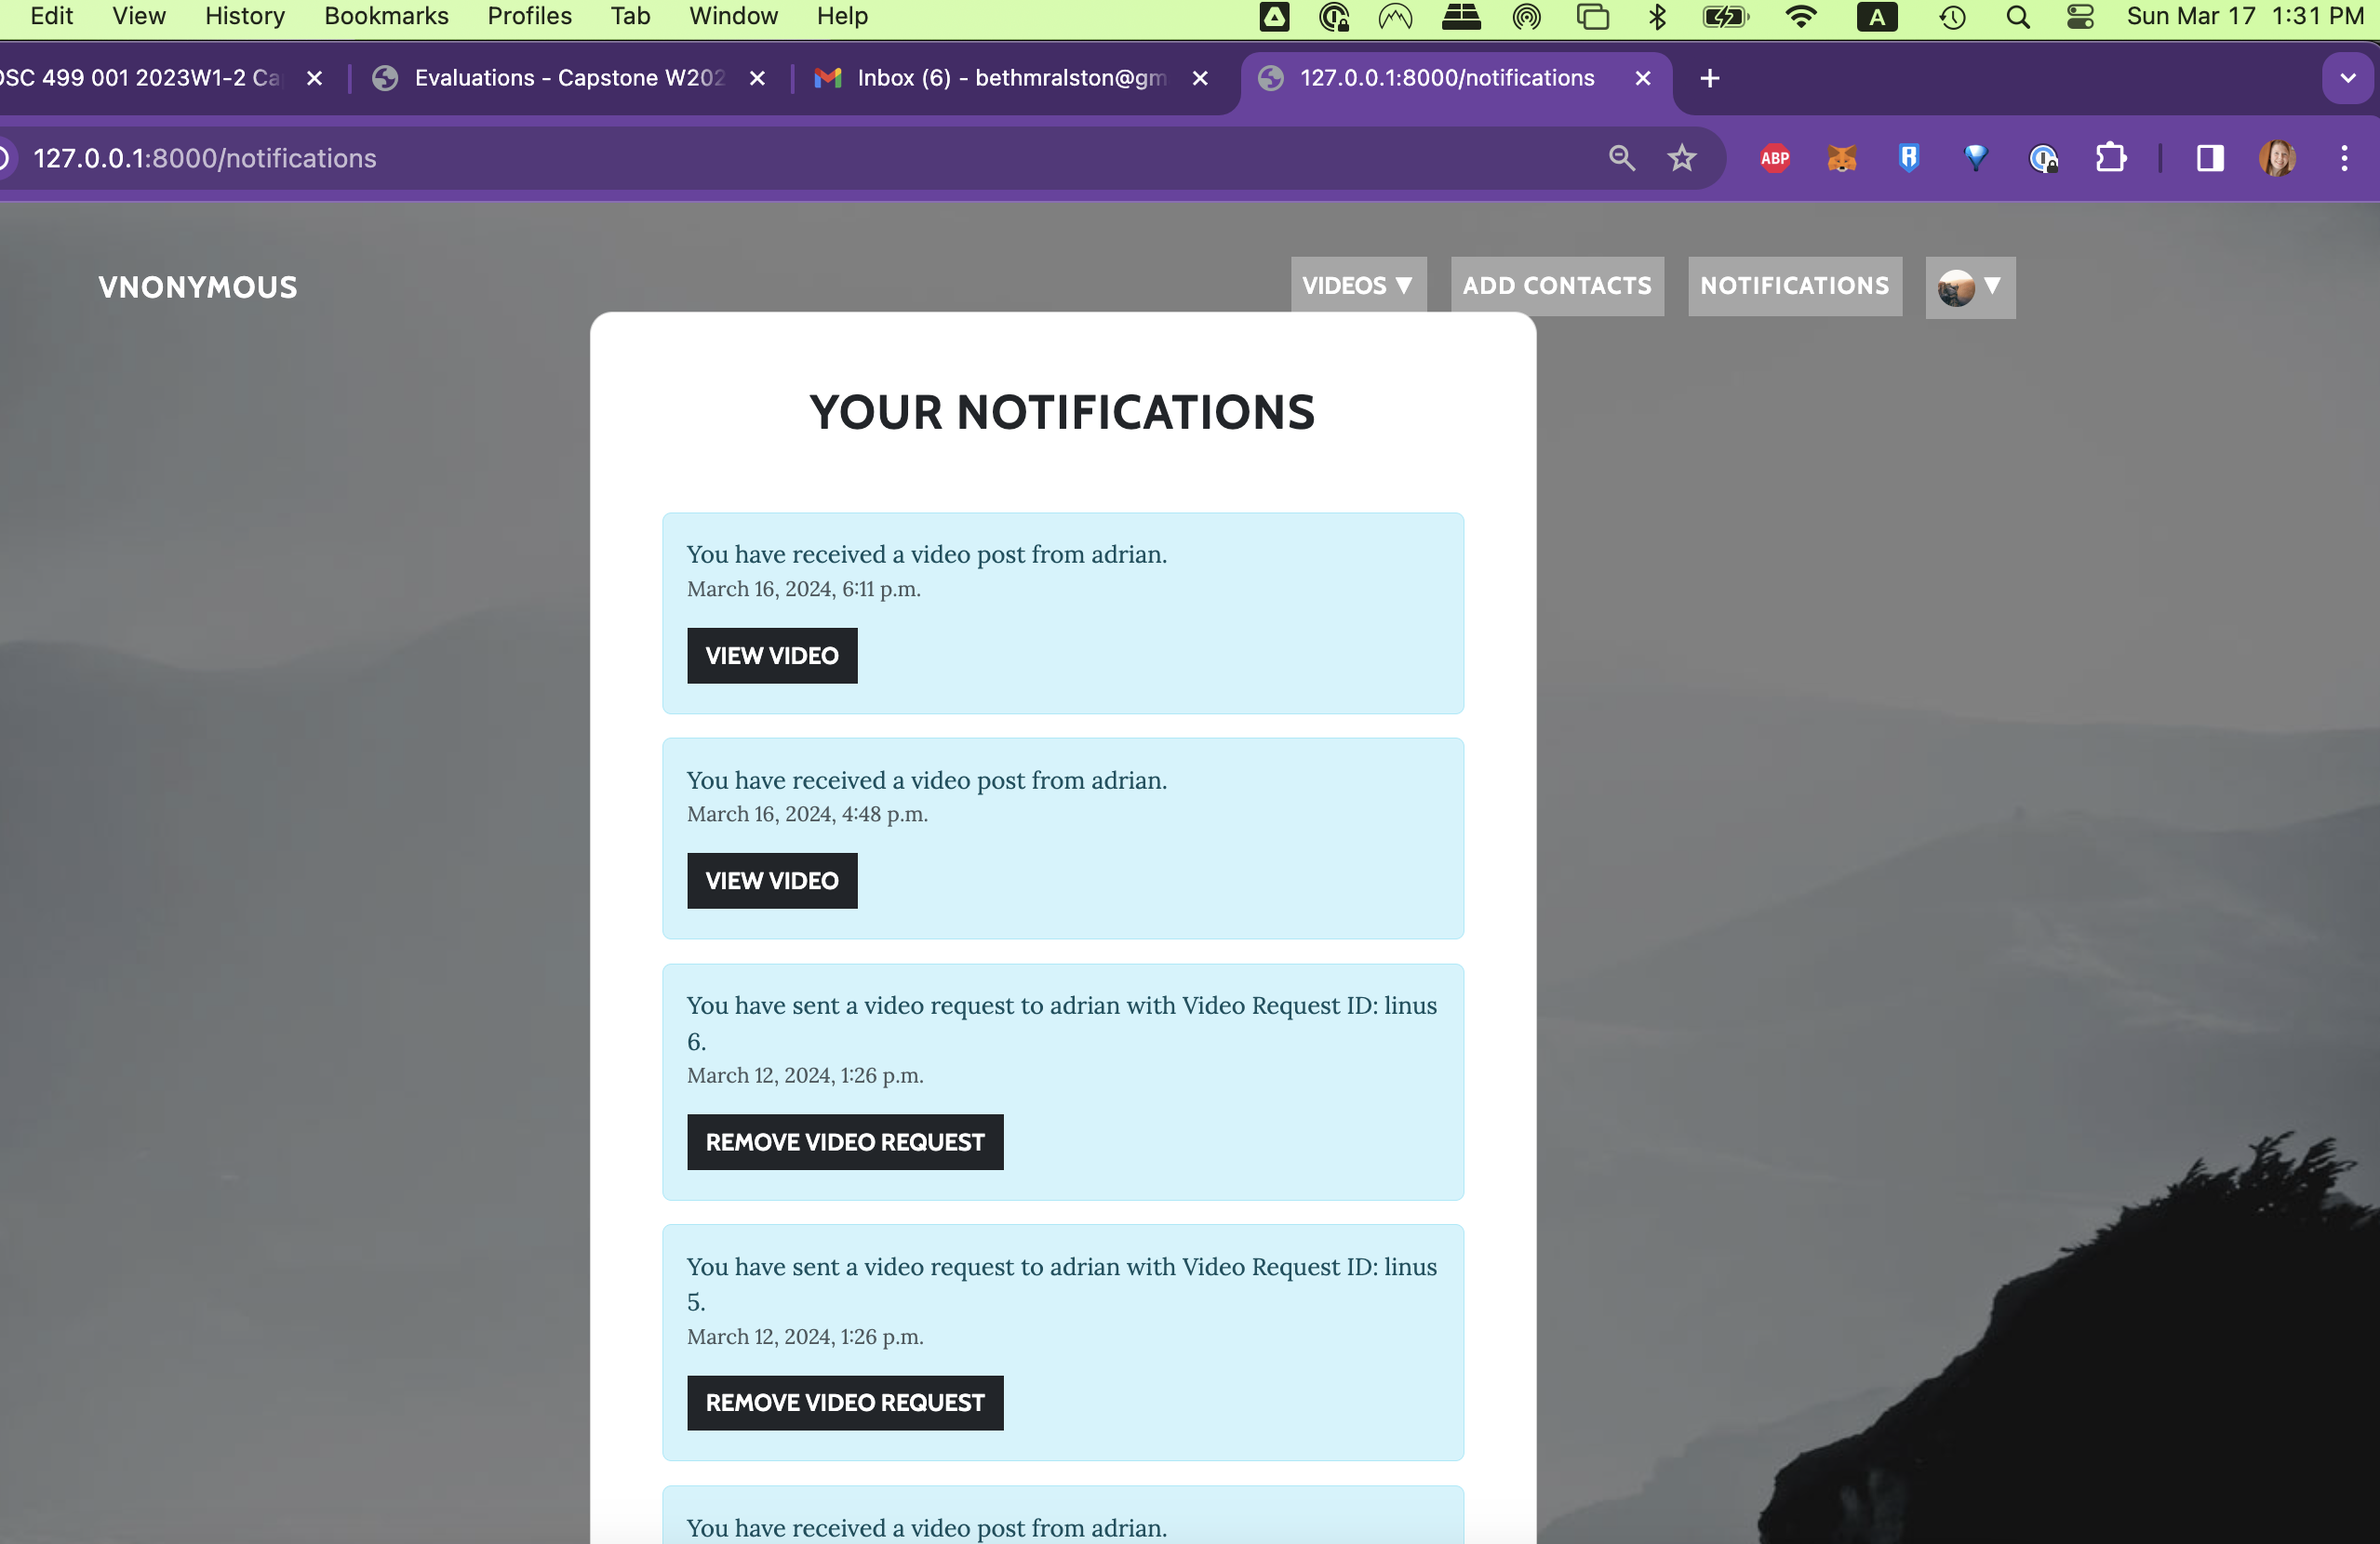 Edit View History Bookmarks Profiles Tab Window Help A Sun Mar 17 1:31 PM
499 001 2023W1-2 Evaluations - Capstone Inbox (6) - bethmralston@gm 127.0.0.1:8000/notifications
127.0.0.1:8000/notifications ABP
VNONYMOUS
VIDEOS ▼ ADD CONTACTS NOTIFICATIONS ▼
YOUR NOTIFICATIONS
You have received a video post from adrian.
March 16, 2024, 6:11 p.m.
VIEW VIDEO
You have received a video post from adrian.
March 16, 2024, 4:48 p.m.
VIEW VIDEO
You have sent a video request to adrian with Video Request ID: linus
6.
March 12, 2024, 1:26 p.m.
REMOVE VIDEO REQUEST
You have sent a video request to adrian with Video Request ID: linus
5.
March 12, 2024, 1:26 p.m.
REMOVE VIDEO REQUEST
You have received a video post from adrian.